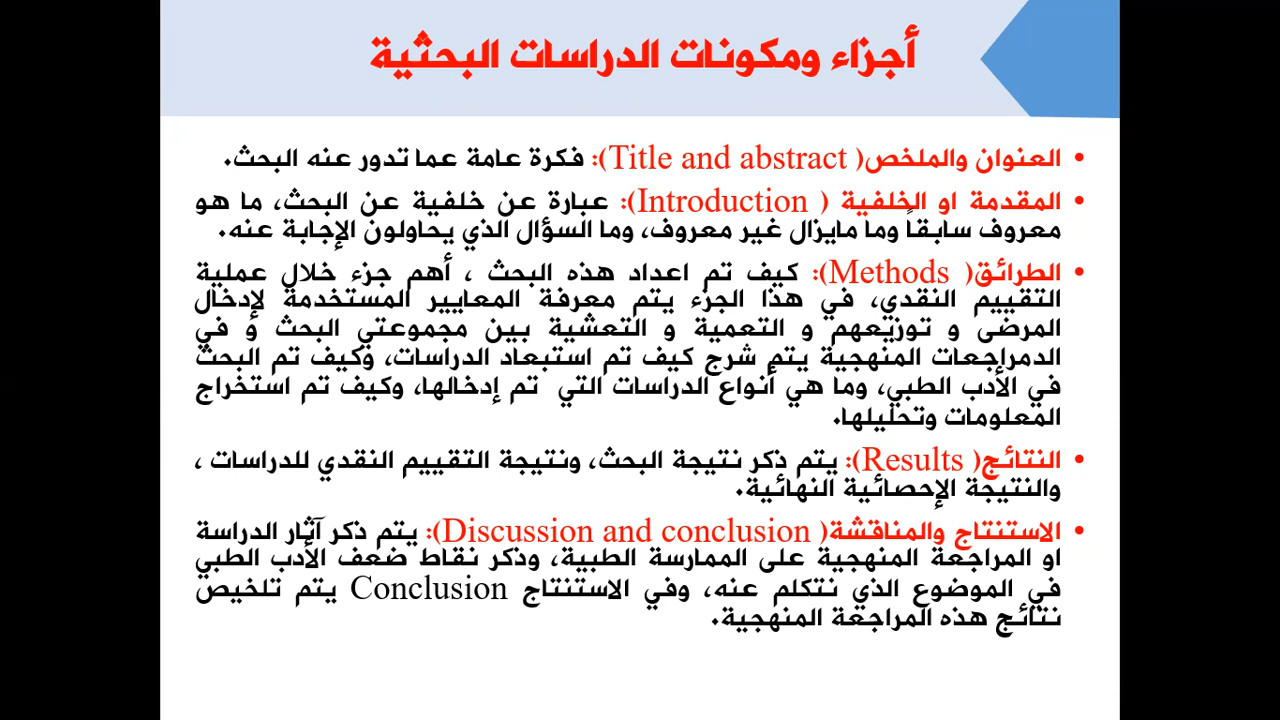 أجزاء ومكونات الدراسات البحثية
• العنوان والملخص( Title and abstract): فكرة عامة عما تدور عنه البحث.
• المقدمة او الخلفية ( Introduction): عبارة عن خلفية عن البحث، ما هو
معروف سابقاً وما مايزال غير معروف، وما السؤال الذي يحاولون الإجابة عنه.
• الطرائق( Methods): كيف تم اعداد هذه البحث ، أهم جزء خلال عملية
التقييم النقدي، في هذا الجزء يتم معرفة المعايير المستخدمة لإدخال
المرضى و توزيعهم و التعمية و التعشية بين مجموعتي البحث و في
الدمراجعات المنهجية يتم شرج كيف تم استبعاد الدراسات، وكيف تم البحث
في الأدب الطبي، وما هي أنواع الدراسات التي تم إدخالها، وكيف تم استخراج
المعلومات وتحليلها.
• النتائج( Results): يتم ذكر نتيجة البحث، ونتيجة التقييم النقدي للدراسات ،
والنتيجة الإحصائية النهائية.
• الاستنتاج والمناقشة( Discussion and conclusion): يتم ذكر آثار الدراسة
او المراجعة المنهجية على الممارسة الطبية، وذكر نقاط ضعف الأدب الطبي
في الموضوع الذي نتكلم عنه، وفي الاستنتاج Conclusion يتم تلخيص
نتائج هذه المراجعة المنهجية.